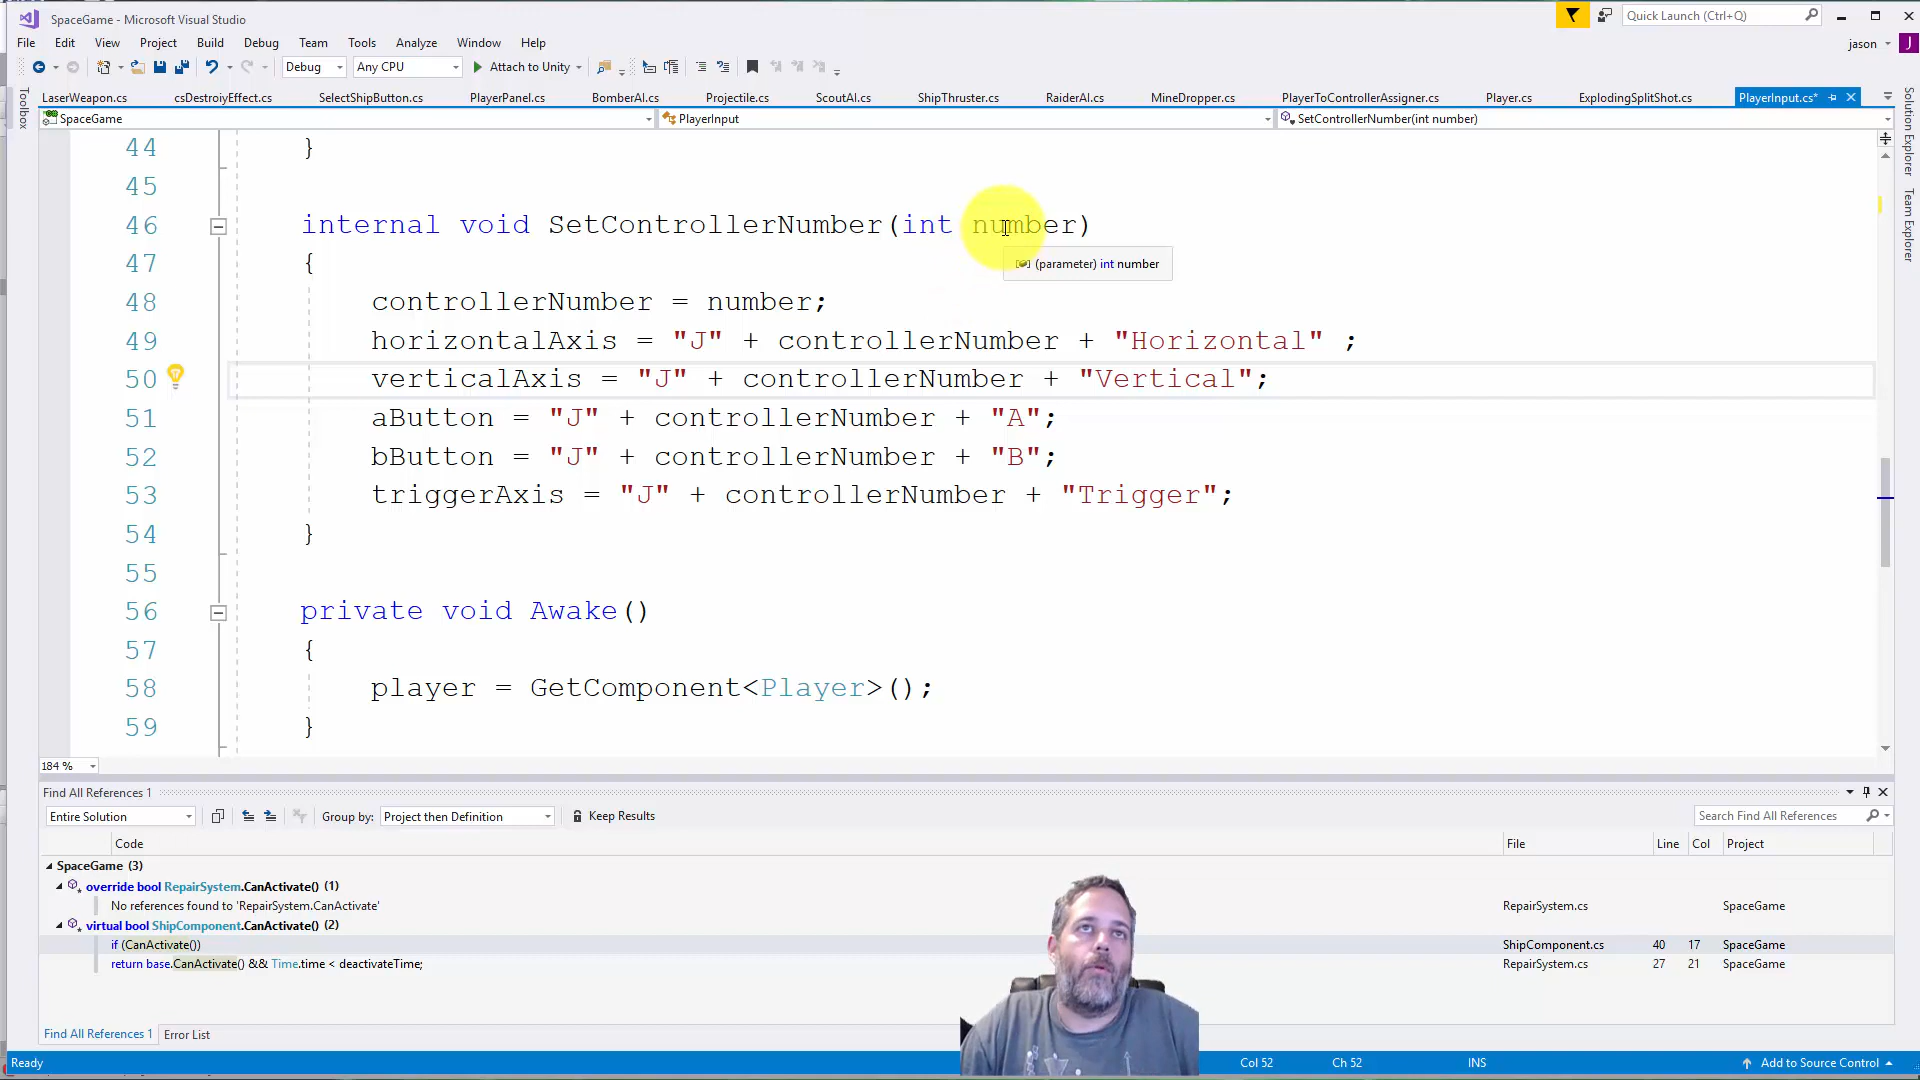 SpaceGame - Microsoft Visual Studio
Quick Launch (Ctrl+Q)
File Edit View Project Build Debug Team Tools Analyze Window Help
jason J
Debug Any CPU Attach to Unity
LaserWeapon.cs csDestroiyEffect.cs SelectShipButton.cs PlayerPanel.cs BomberAI.cs Projectile.cs ScoutAI.cs ShipThruster.cs RaiderAI.cs MineDropper.cs PlayerToControllerAssigner.cs Player.cs ExplodingSplitShot.cs PlayerInput.cs*
SpaceGame PlayerInput SetControllerNumber(int number)
Toolbox
Solution Explorer
Team Explorer
44 }
45
46 internal void SetControllerNumber(int number)
47 {
(parameter) int number
48 controllerNumber = number;
49 horizontalAxis = "J" + controllerNumber + "Horizontal" ;
50 verticalAxis = "J" + controllerNumber + "Vertical";
51 aButton = "J" + controllerNumber + "A";
52 bButton = "J" + controllerNumber + "B";
53 triggerAxis = "J" + controllerNumber + "Trigger";
54 }
55
56 private void Awake()
57 {
58 player = GetComponent<Player>();
59 }
184 %
Find All References 1
Entire Solution Group by: Project then Definition Keep Results Search Find All References
Code File Line Col Project
SpaceGame (3)
override bool RepairSystem.CanActivate() (1)
No references found to 'RepairSystem.CanActivate' RepairSystem.cs SpaceGame
virtual bool ShipComponent.CanActivate() (2)
if (CanActivate()) ShipComponent.cs 40 17 SpaceGame
return base.CanActivate() && Time.time < deactivateTime; RepairSystem.cs 27 21 SpaceGame
Find All References 1 Error List
Ready Col 52 Ch 52 INS Add to Source Control